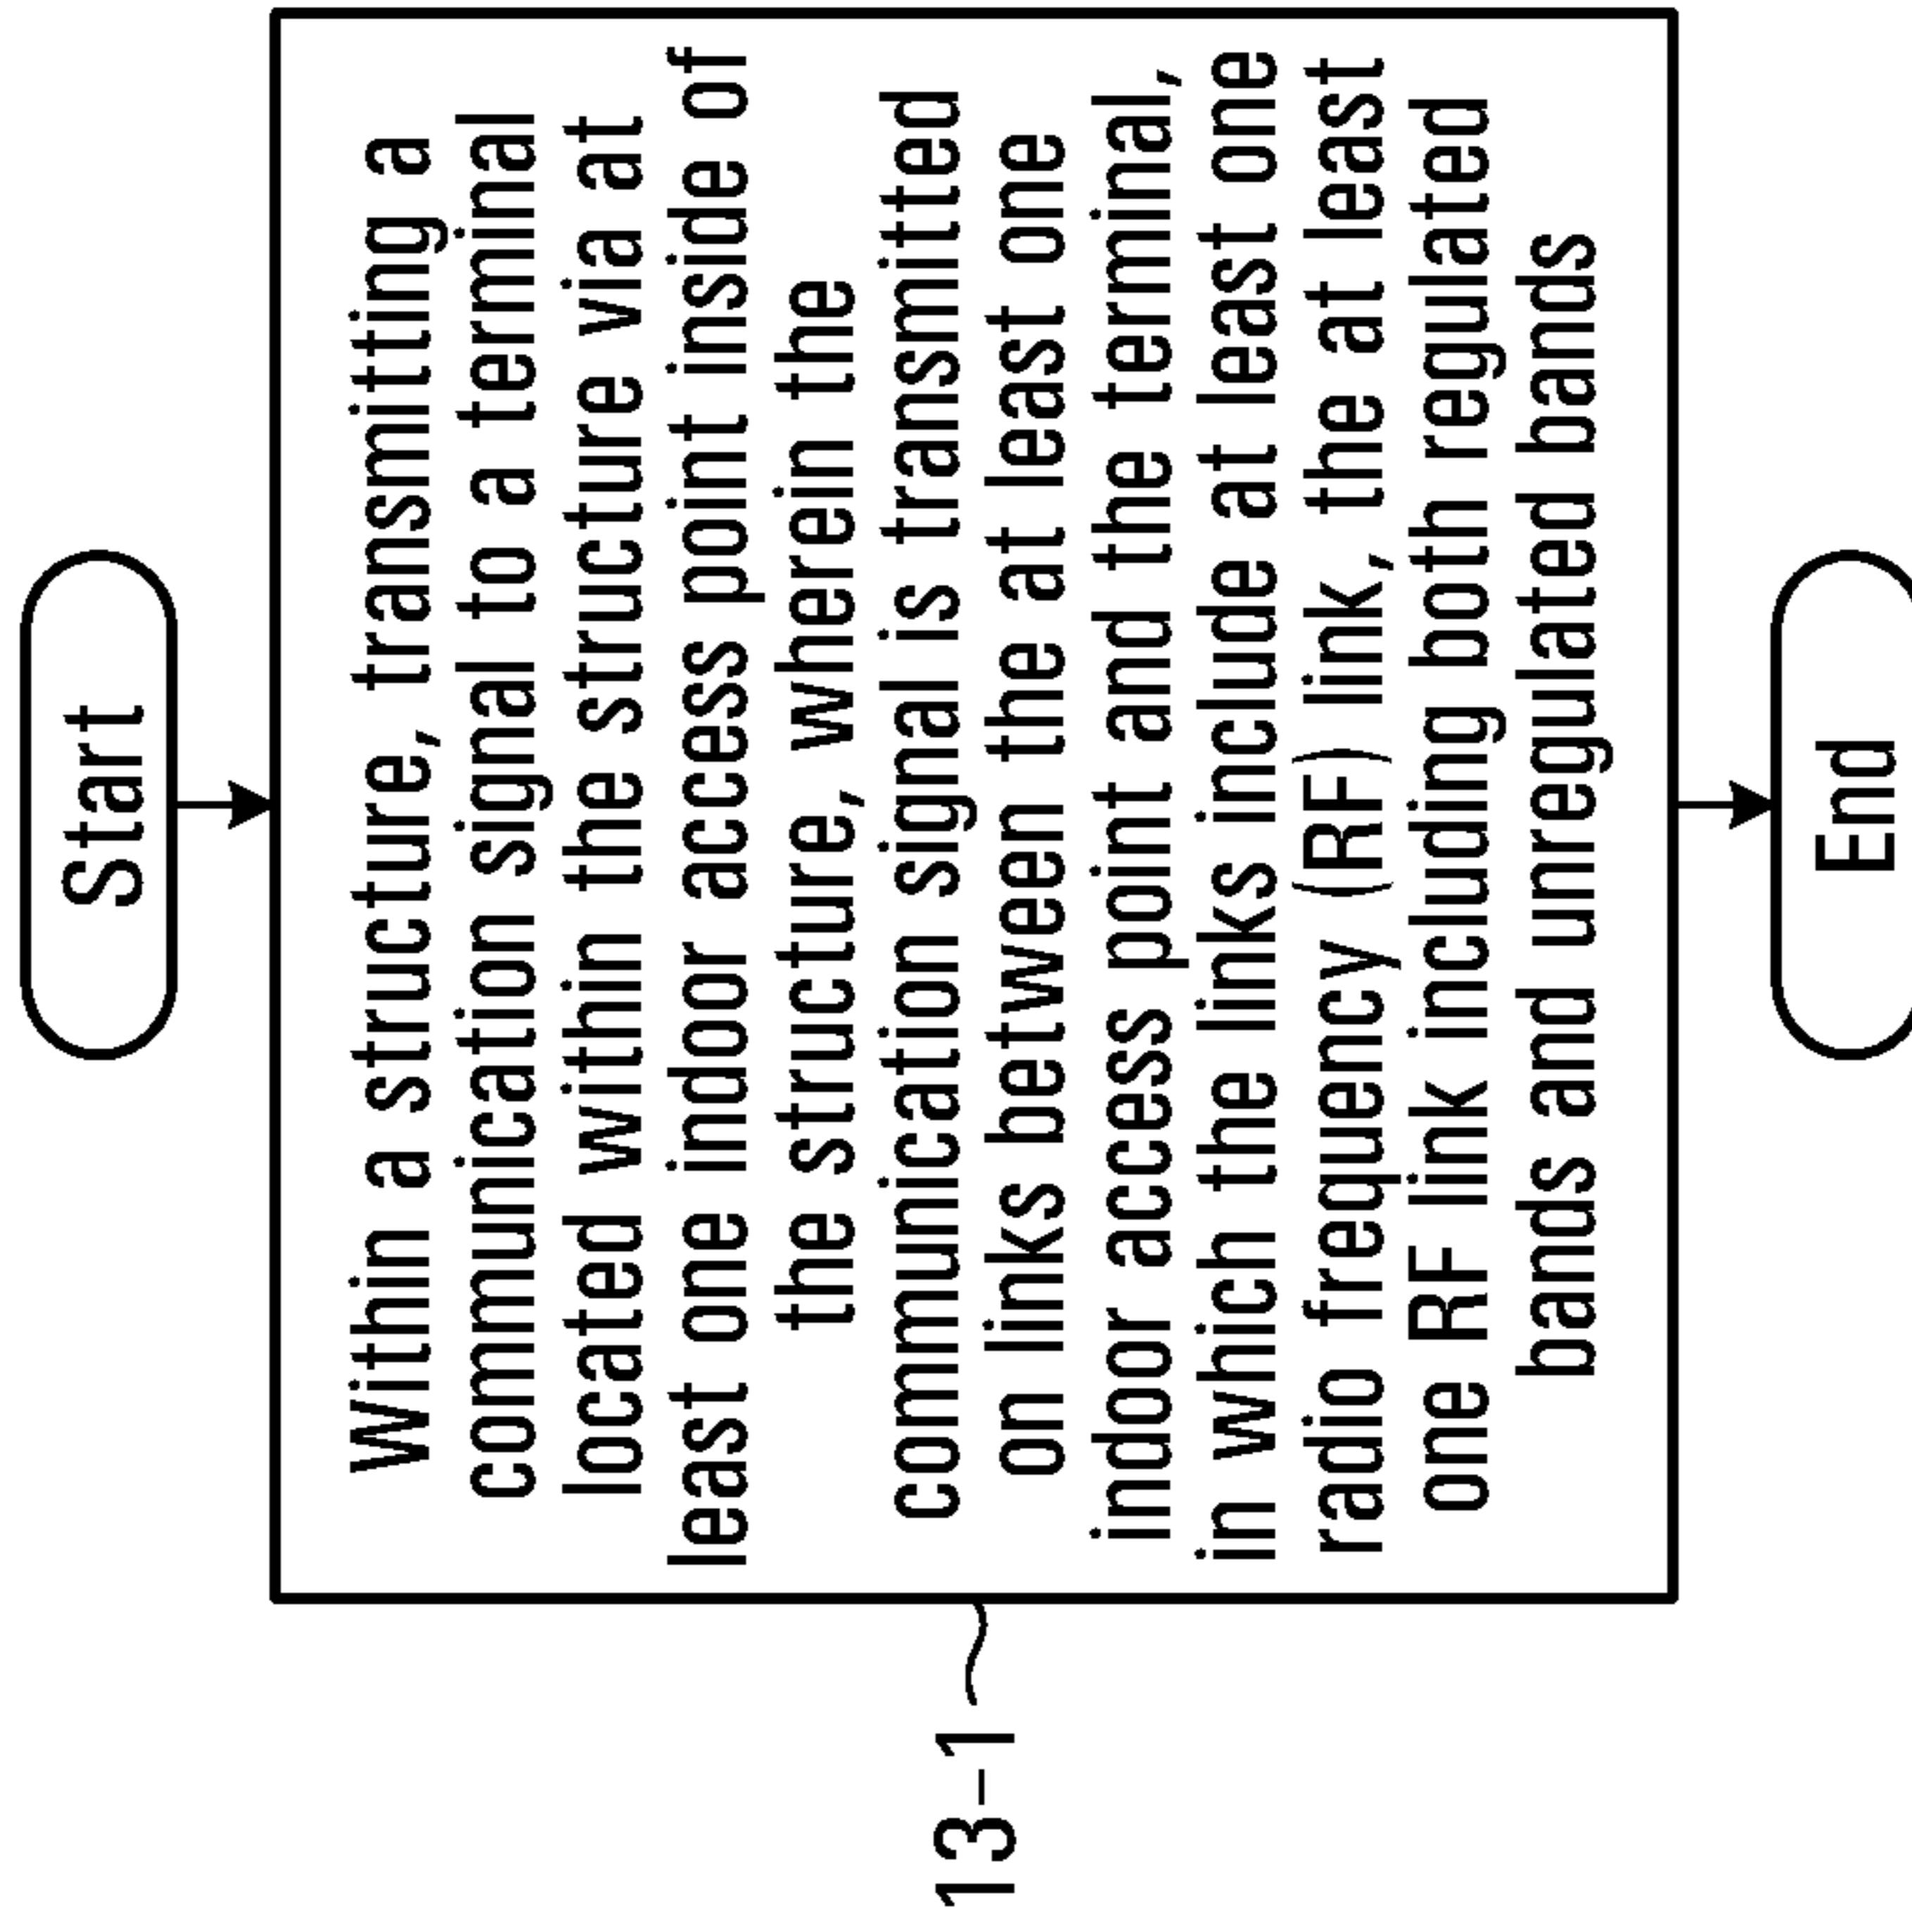 Start
Within a structure, transmitting a
communication signal to a terminal
located within the structure via at
least one indoor access point inside of
the structure, wherein the
communication signal is transmitted
on links between the at least one
indoor access point and the terminal,
in which the links include at least one
radio frequency (RF) link, the at least
one RF link including both regulated
bands and unregulated bands
13-1
End